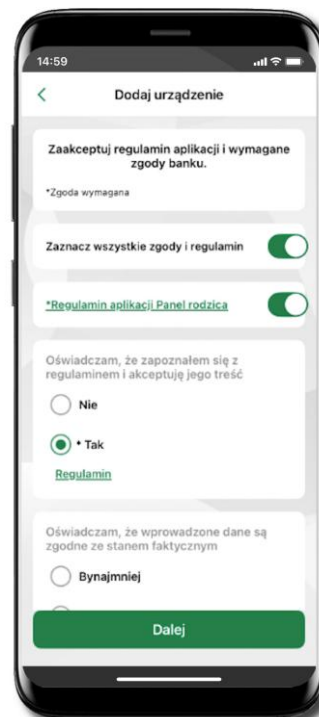 14:59
Dodaj urządzenie
Zaakceptuj regulamin aplikacji i wymagane
zgody banku.
*Zgoda wymagana
Zaznacz wszystkie zgody i regulamin
*Regulamin aplikacji Panel rodzica
Oświadczam, że zapoznałem się z
regulaminem i akceptuję jego treść
Nie
* Tak
Regulamin
Oświadczam, że wprowadzone dane są
zgodne ze stanem faktycznym
Bynajmniej
Dalej